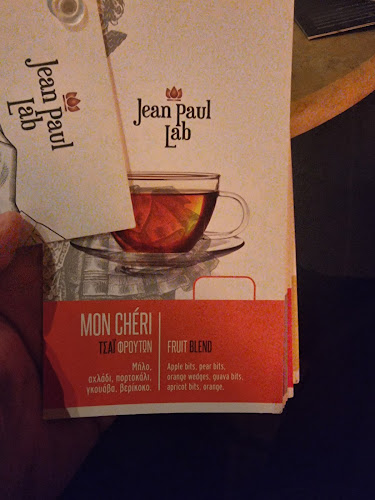 Jean Paul
Lab
Jean Paul
Lab
MON CHÉRI
ΤΣΑΪ ΦΡΟΥΤΩΝ
Μήλο,
αχλάδι, πορτοκάλι,
γκουάβα, βερίκοκο.
FRUIT BLEND
Apple bits, pear bits,
orange wedges, guava bits,
apricot bits, orange.